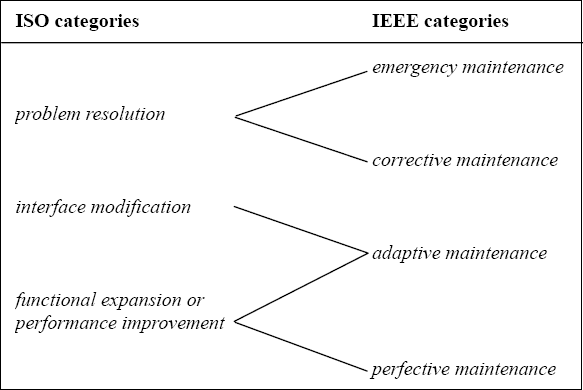 ISO categories
IEEE categories
emergency maintenance
problem resolution
corrective maintenance
interface modification
adaptive maintenance
functional expansion or
performance improvement
perfective maintenance